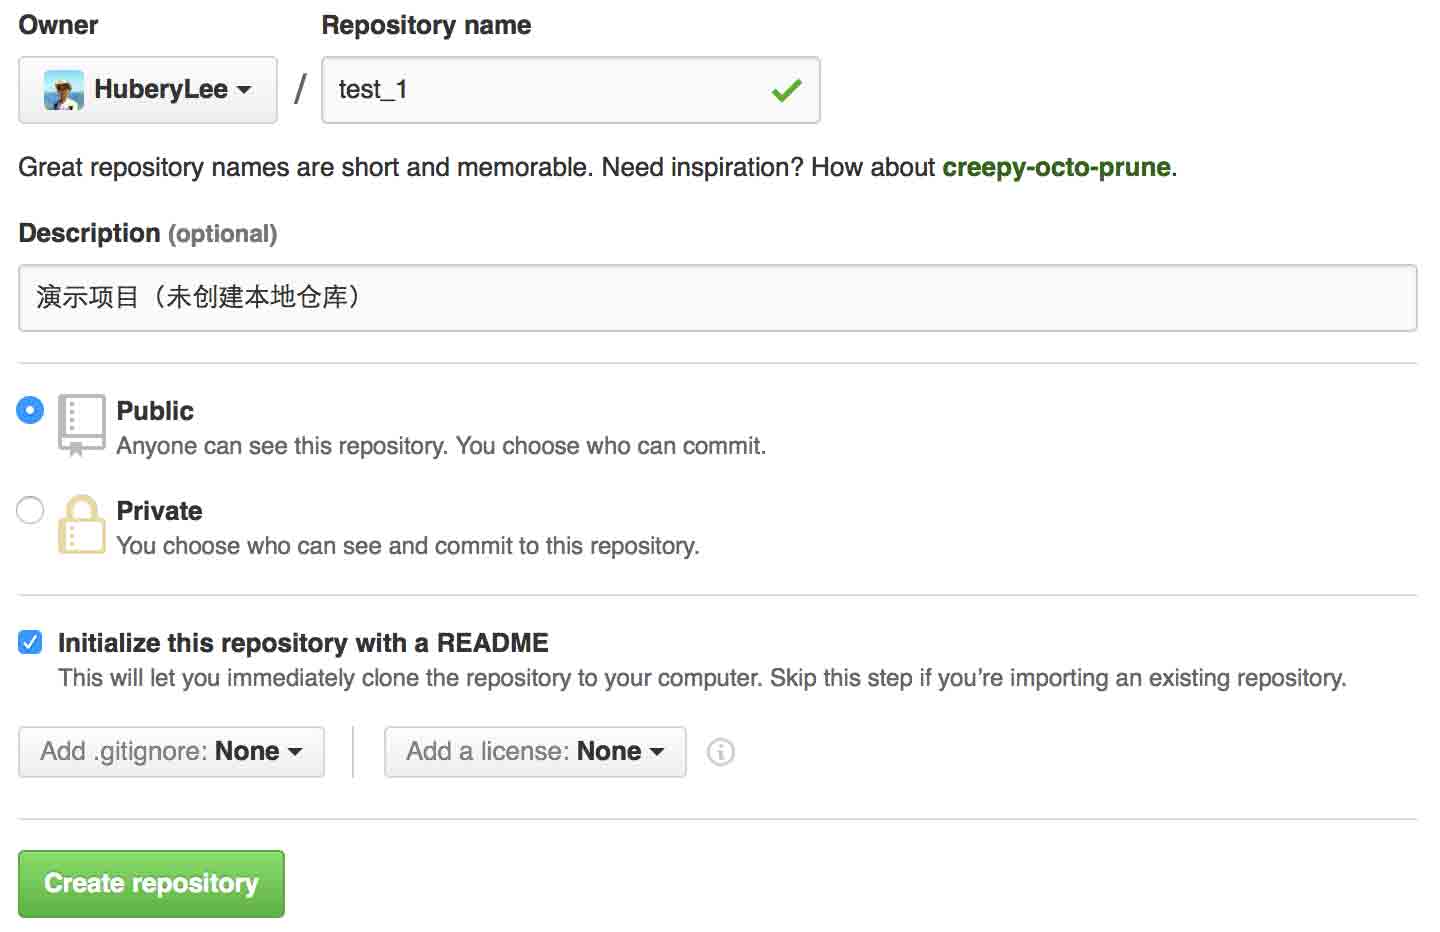 Owner Repository name
HuberyLee / test_1
Great repository names are short and memorable. Need inspiration? How about creepy-octo-prune.
Description (optional)
演示项目（未创建本地仓库）
Public
Anyone can see this repository. You choose who can commit.
Private
You choose who can see and commit to this repository.
Initialize this repository with a README
This will let you immediately clone the repository to your computer. Skip this step if you’re importing an existing repository.
Add .gitignore: None Add a license: None
Create repository